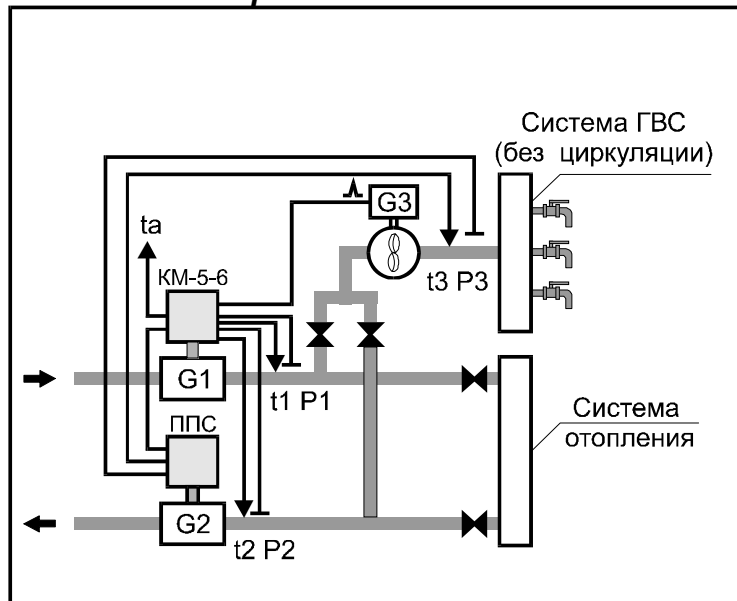 Система ГВС
(без циркуляции)
G3
ta
КМ-5-6
t3 P3
G1
t1 P1
ППС
Система
отопления
G2
t2 P2